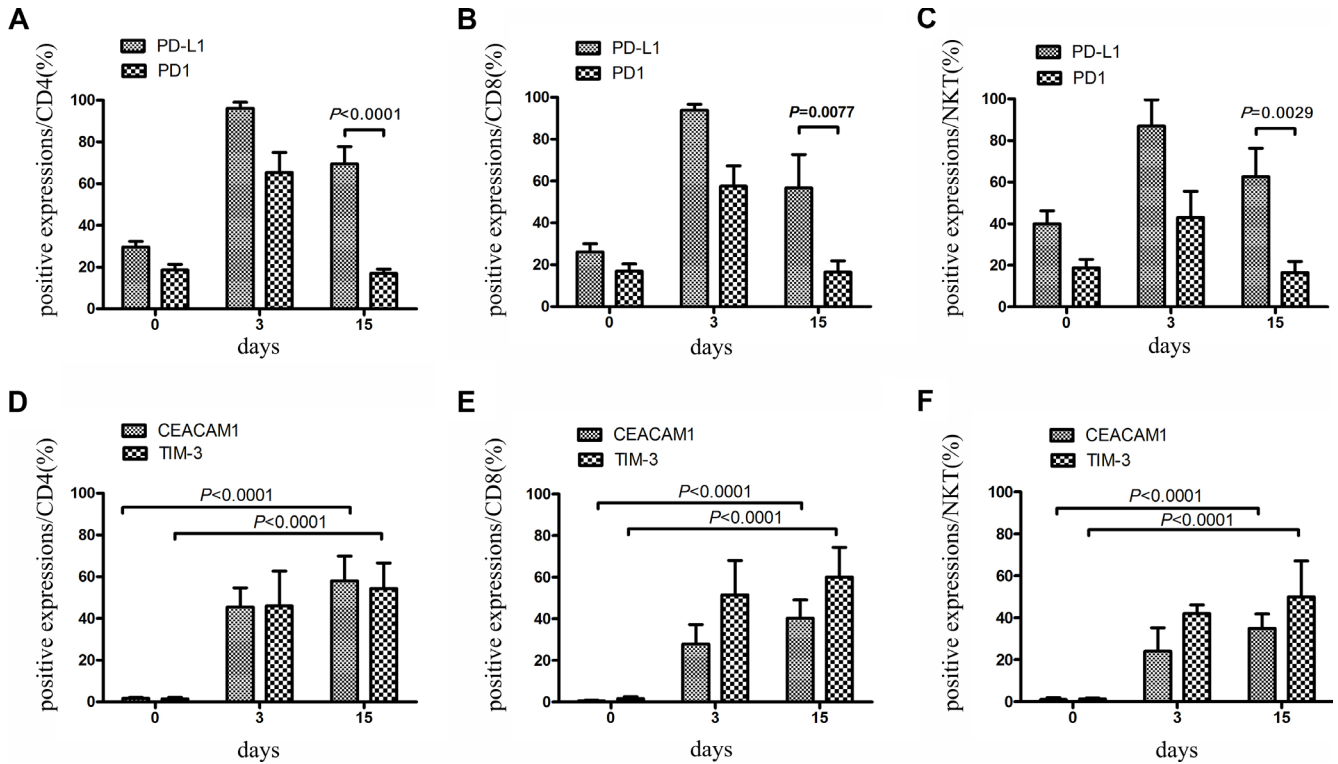 A
PD-L1
PD1
positive expressions/CD4(%)
100
80
60
40
20
0
P<0.0001
0 3 15
days
B
PD-L1
PD1
positive expressions/CD8(%)
100
80
60
40
20
0
P=0.0077
0 3 15
days
C
PD-L1
PD1
positive expressions/NKT(%)
100
80
60
40
20
0
P=0.0029
0 3 15
days
D
CEACAM1
TIM-3
positive expressions/CD4(%)
100
80
60
40
20
0
P<0.0001
P<0.0001
0 3 15
days
E
CEACAM1
TIM-3
positive expressions/CD8(%)
100
80
60
40
20
0
P<0.0001
P<0.0001
0 3 15
days
F
CEACAM1
TIM-3
positive expressions/NKT(%)
100
80
60
40
20
0
P<0.0001
P<0.0001
0 3 15
days